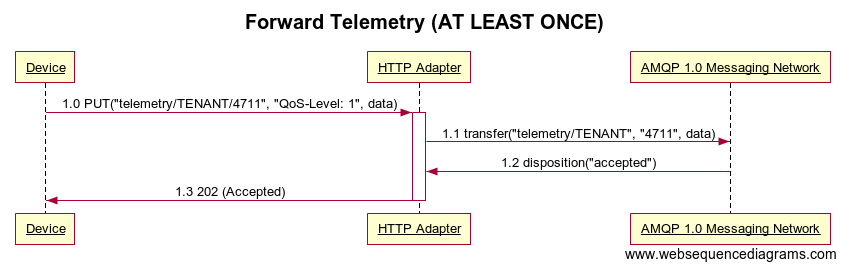 Forward Telemetry (AT LEAST ONCE)
Device HTTP Adapter AMQP 1.0 Messaging Network
1.0 PUT("telemetry/TENANT/4711", "QoS-Level: 1", data)
1.1 transfer("telemetry/TENANT", "4711", data)
1.2 disposition("accepted")
1.3 202 (Accepted)
Device HTTP Adapter AMQP 1.0 Messaging Network
www.websequencediagrams.com